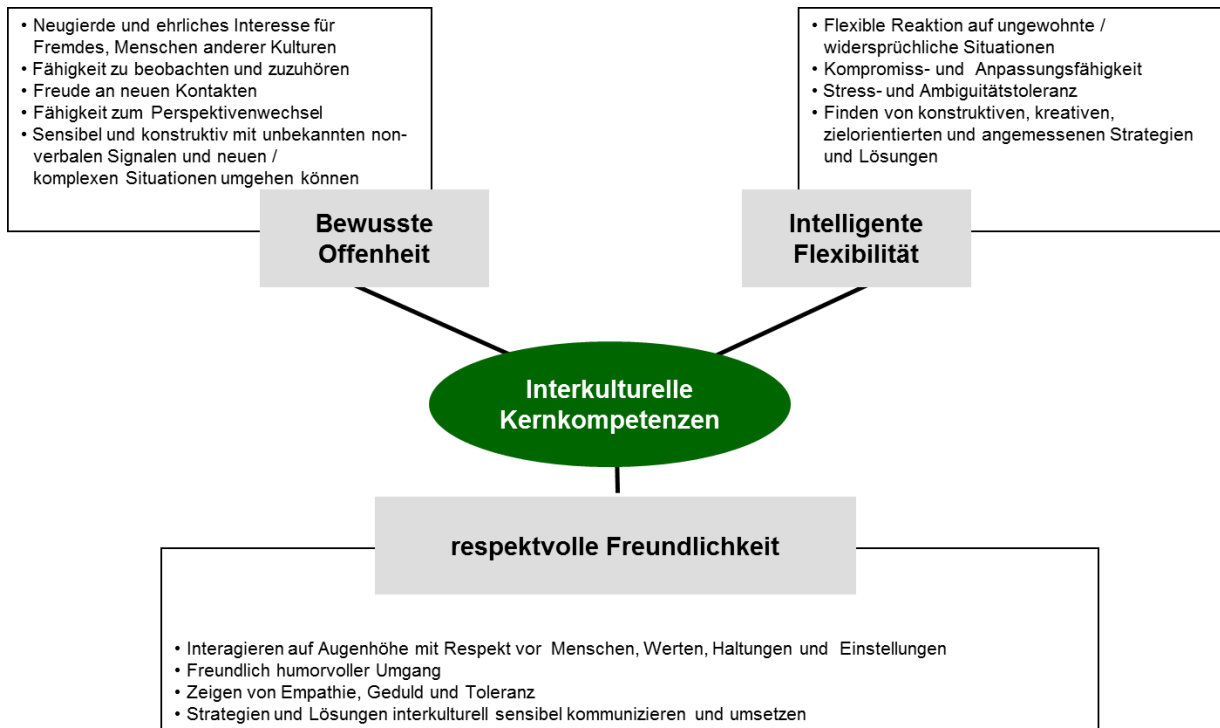 • Neugierde und ehrliches Interesse für
Fremdes, Menschen anderer Kulturen
• Fähigkeit zu beobachten und zuzuhören
• Freude an neuen Kontakten
• Fähigkeit zum Perspektivenwechsel
• Sensibel und konstruktiv mit unbekannten non-
verbalen Signalen und neuen /
komplexen Situationen umgehen können
Bewusste
Offenheit
• Flexible Reaktion auf ungewohnte /
widersprüchliche Situationen
• Kompromiss- und Anpassungsfähigkeit
• Stress- und Ambiguitätstoleranz
• Finden von konstruktiven, kreativen,
zielorientierten und angemessenen Strategien
und Lösungen
Intelligente
Flexibilität
Interkulturelle
Kernkompetenzen
respektvolle Freundlichkeit
• Interagieren auf Augenhöhe mit Respekt vor Menschen, Werten, Haltungen und Einstellungen
• Freundlich humorvoller Umgang
• Zeigen von Empathie, Geduld und Toleranz
• Strategien und Lösungen interkulturell sensibel kommunizieren und umsetzen